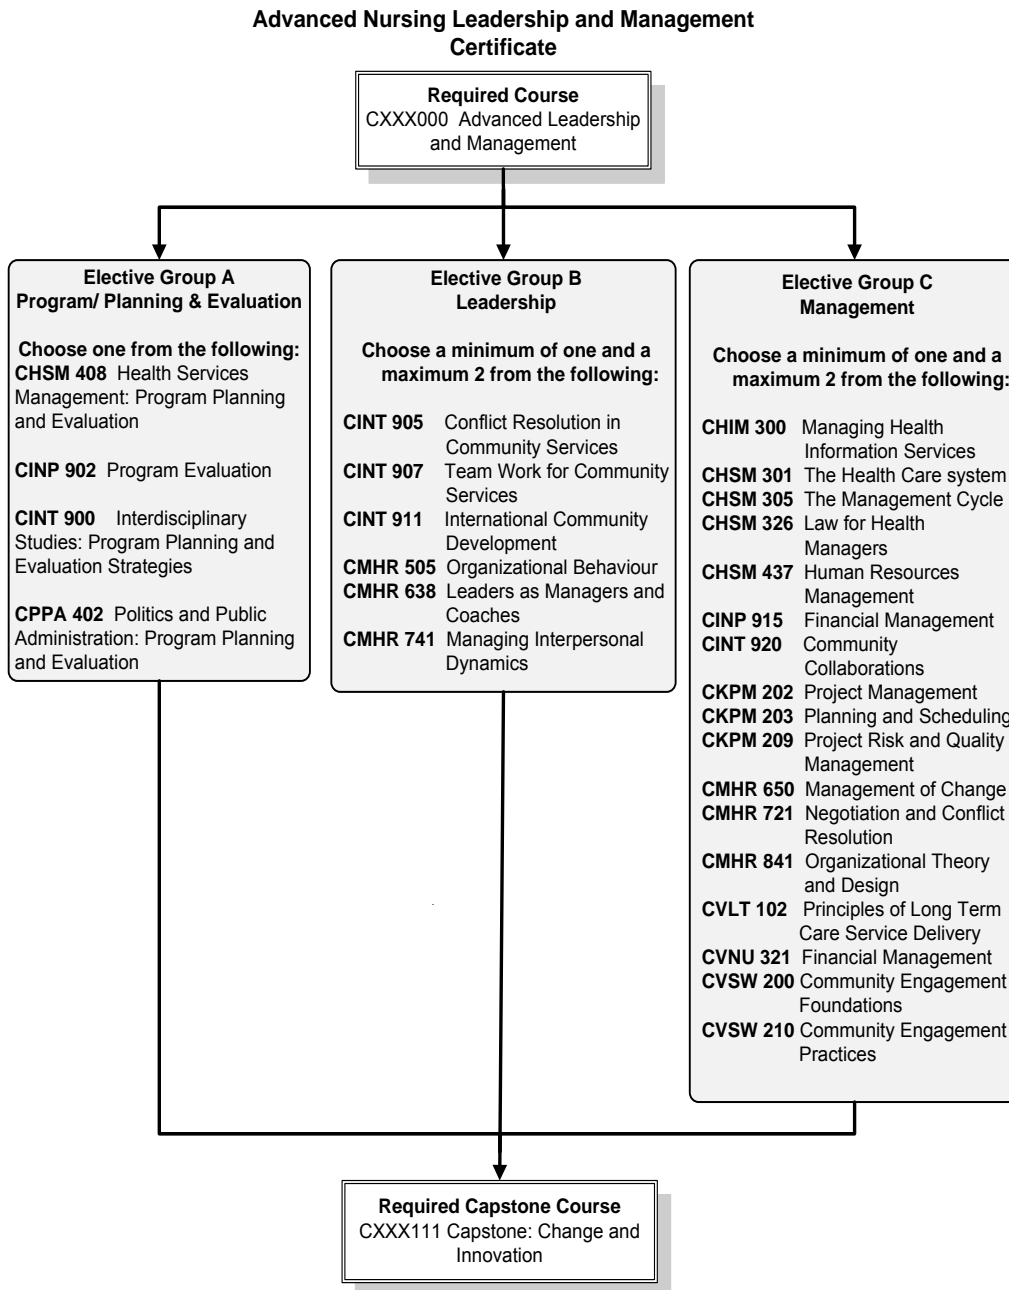 Advanced Nursing Leadership and Management
Certificate
Required Course
CXXX000 Advanced Leadership
and Management
Elective Group A
Program/ Planning & Evaluation
Choose one from the following:
CHSM 408 Health Services
Management: Program Planning
and Evaluation
CINP 902 Program Evaluation
CINT 900 Interdisciplinary
Studies: Program Planning and
Evaluation Strategies
CPPA 402 Politics and Public
Administration: Program Planning
and Evaluation
Elective Group B
Leadership
Choose a minimum of one and a
maximum 2 from the following:
CINT 905 Conflict Resolution in
Community Services
CINT 907 Team Work for Community
Services
CINT 911 International Community
Development
CMHR 505 Organizational Behaviour
CMHR 638 Leaders as Managers and
Coaches
CMHR 741 Managing Interpersonal
Dynamics
Elective Group C
Management
Choose a minimum of one and a
maximum 2 from the following:
CHIM 300 Managing Health
Information Services
CHSM 301 The Health Care system
CHSM 305 The Management Cycle
CHSM 326 Law for Health
Managers
CHSM 437 Human Resources
Management
CINP 915 Financial Management
CINT 920 Community
Collaborations
CKPM 202 Project Management
CKPM 203 Planning and Scheduling
CKPM 209 Project Risk and Quality
Management
CMHR 650 Management of Change
CMHR 721 Negotiation and Conflict
Resolution
CMHR 841 Organizational Theory
and Design
CVLT 102 Principles of Long Term
Care Service Delivery
CVNU 321 Financial Management
CVSW 200 Community Engagement
Foundations
CVSW 210 Community Engagement
Practices
Required Capstone Course
CXXX111 Capstone: Change and
Innovation